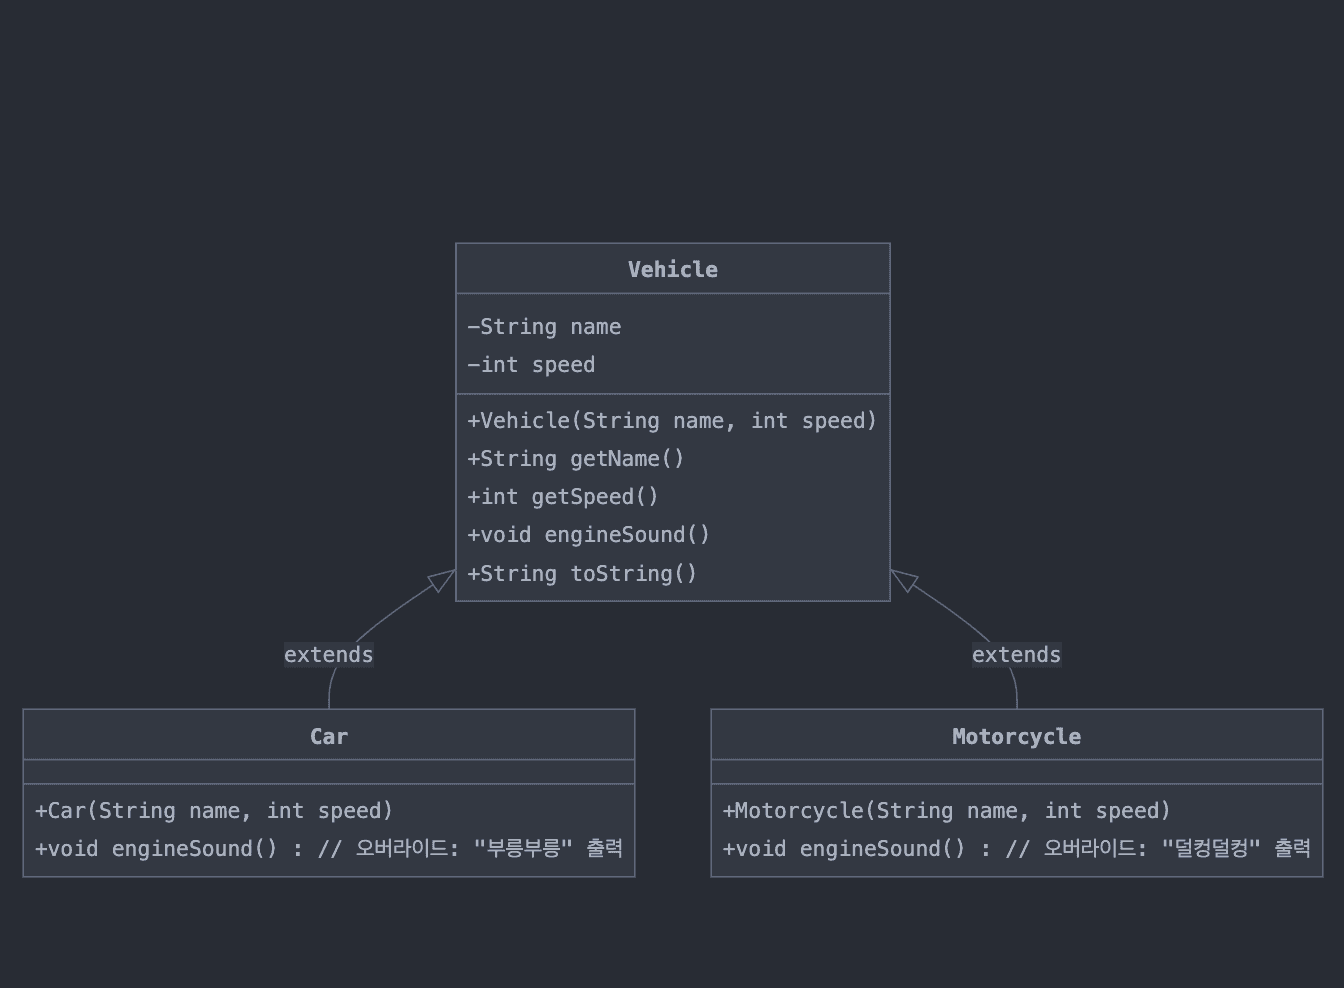 Vehicle
-String name
-int speed
+Vehicle(String name, int speed)
+String getName()
+int getSpeed()
+void engineSound()
+String toString()
extends
extends
Car
+Car(String name, int speed)
+void engineSound() : // 오버라이드: "부릉부릉" 출력
Motorcycle
+Motorcycle(String name, int speed)
+void engineSound() : // 오버라이드: "덜컹덜컹" 출력